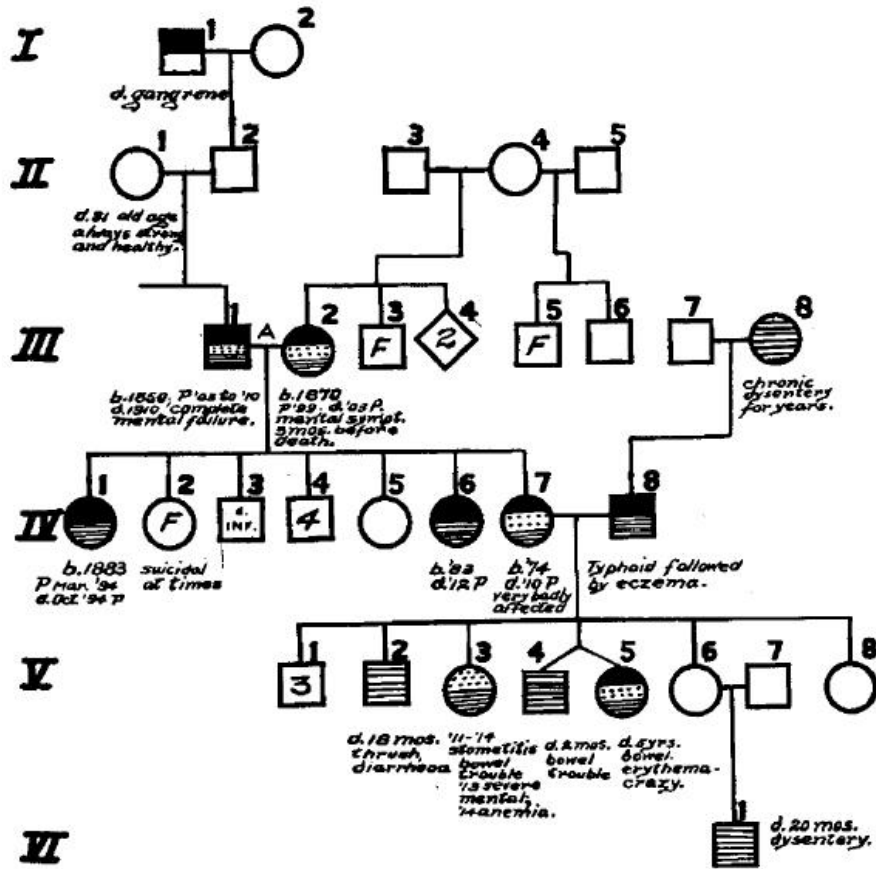 I
1
2
d. gangrene
II
1
2
3
4
5
d. 81 old age
always strong
and healthy.
III
1
A
2
3
4
5
6
7
8
F
2
F
b. 1859; P '05 to '10
d. 1910 complete
mental failure.
b. 1870
P '99. d. '03 P.
mental sympt.
3 mos. before
death.
chronic
dysentery
for years.
IV
1
2
3
4
5
6
7
8
F
d.
INF.
4
b. 1883
P Mar. '94
d. Oct. '94 P
suicidal
at times
b. '83
d. '12 P
b. '74
d. '10 P
very badly
affected
Typhoid followed
by eczema.
V
1
2
3
4
5
6
7
8
3
d. 18 mos.
thrush,
diarrhoea
'11-'14
stometitis
bowel
trouble
'13 severe
mental;
'14 anemia.
d. 2 mos.
bowel
trouble
d. 5 yrs.
bowel.
erythema-
crazy.
VI
1
d. 20 mos.
dysentery.